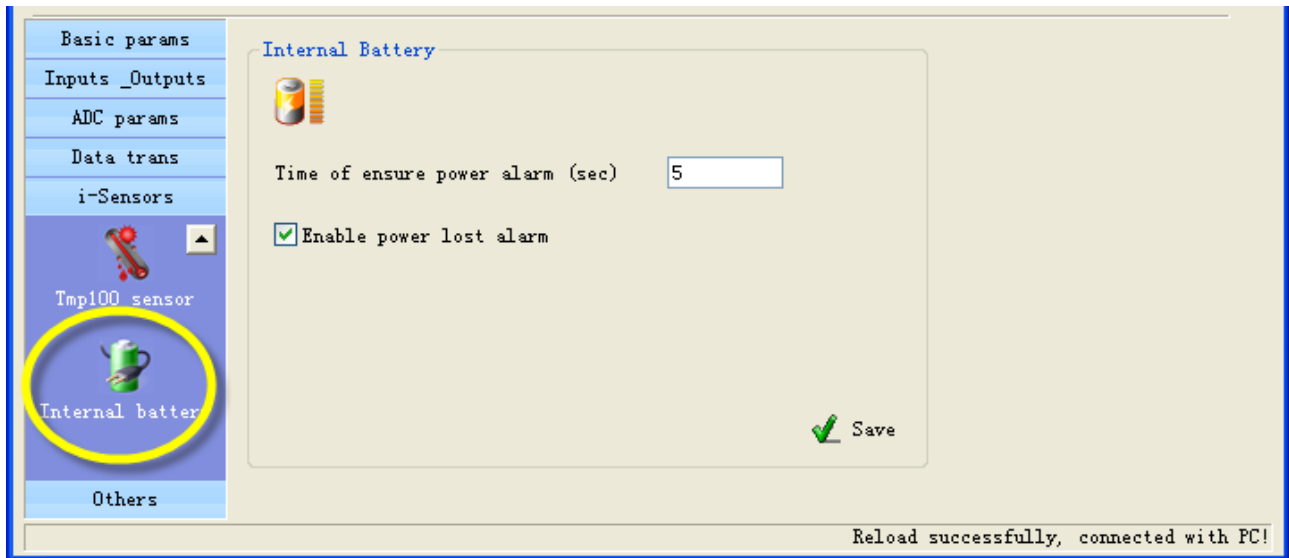 Basic params
Inputs _Outputs
ADC params
Data trans
i-Sensors
Tmp100 sensor
Internal batter
Others
Internal Battery
Time of ensure power alarm (sec) 5
Enable power lost alarm
Save
Reload successfully, connected with PC!